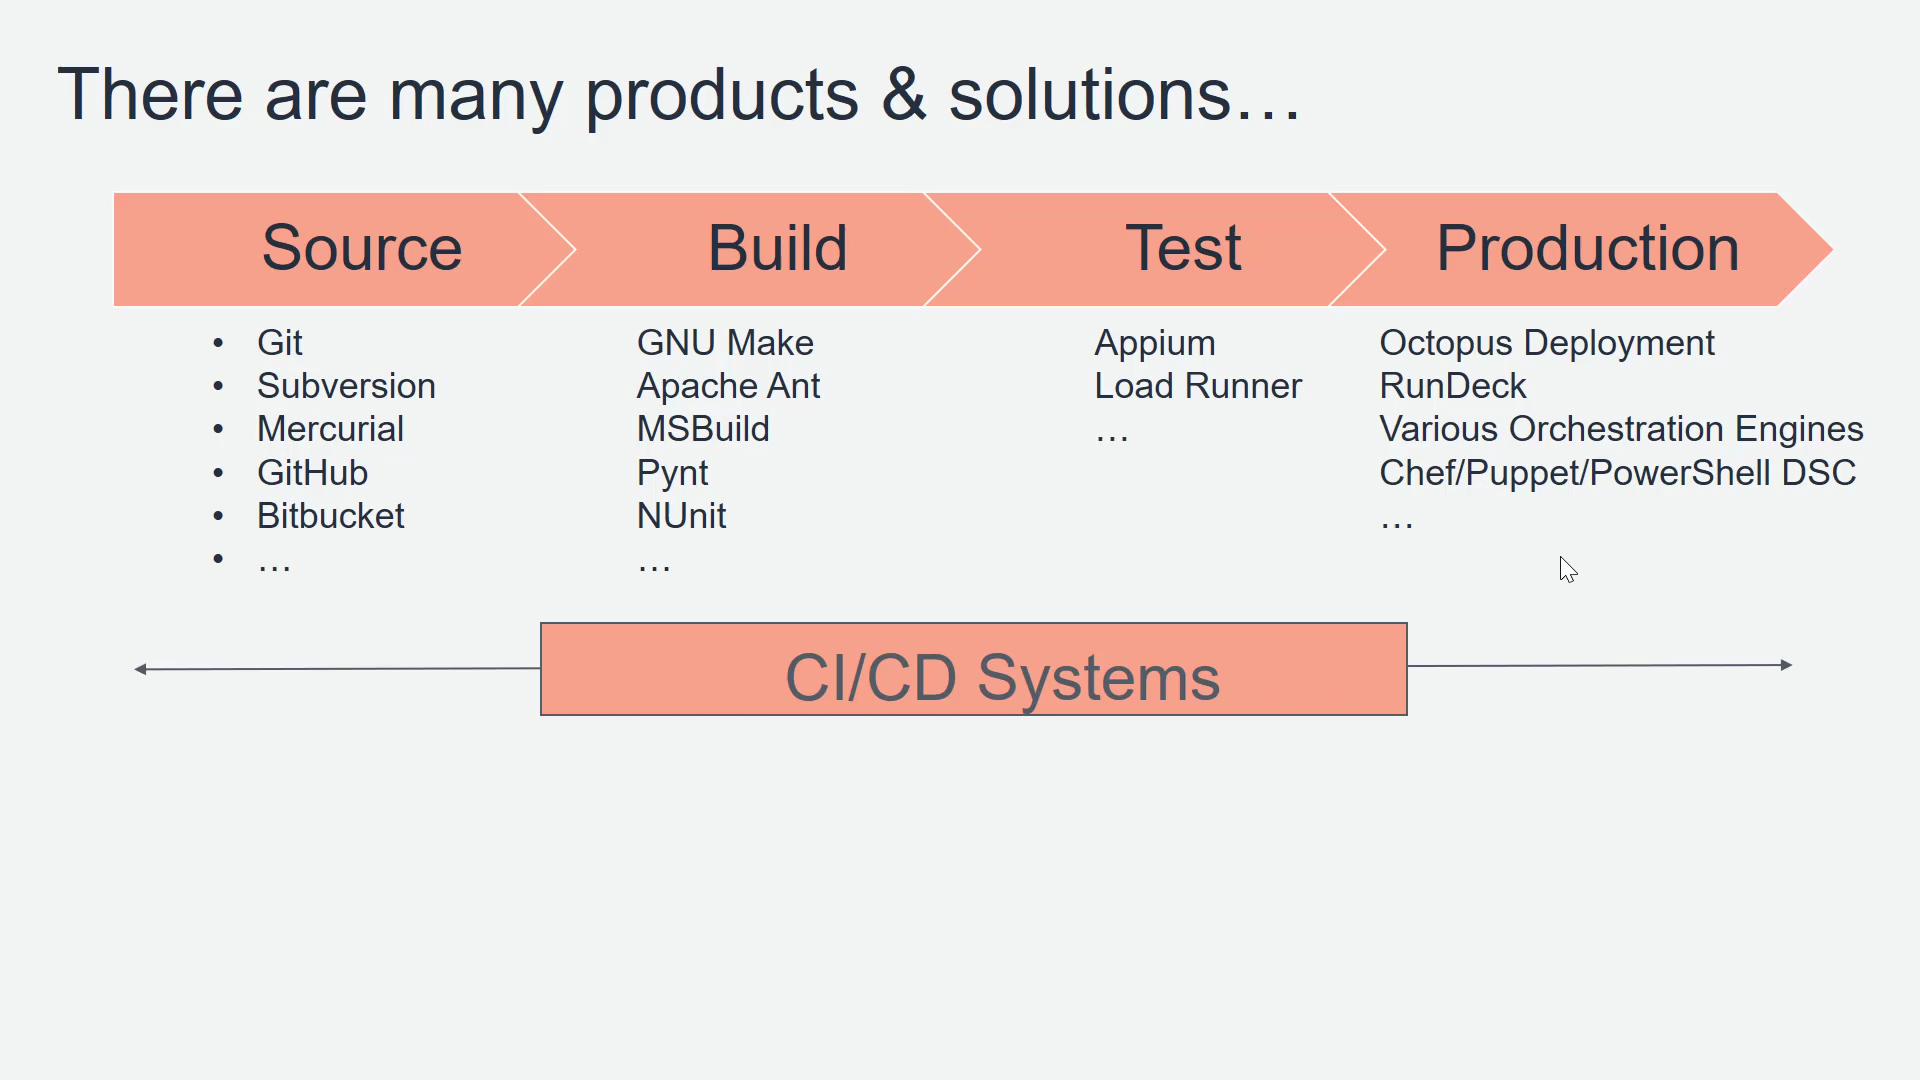 There are many products & solutions…
Source
Build
Test
Production
• Git
• Subversion
• Mercurial
• GitHub
• Bitbucket
• …
GNU Make
Apache Ant
MSBuild
Pynt
NUnit
…
Appium
Load Runner
…
Octopus Deployment
RunDeck
Various Orchestration Engines
Chef/Puppet/PowerShell DSC
…
CI/CD Systems